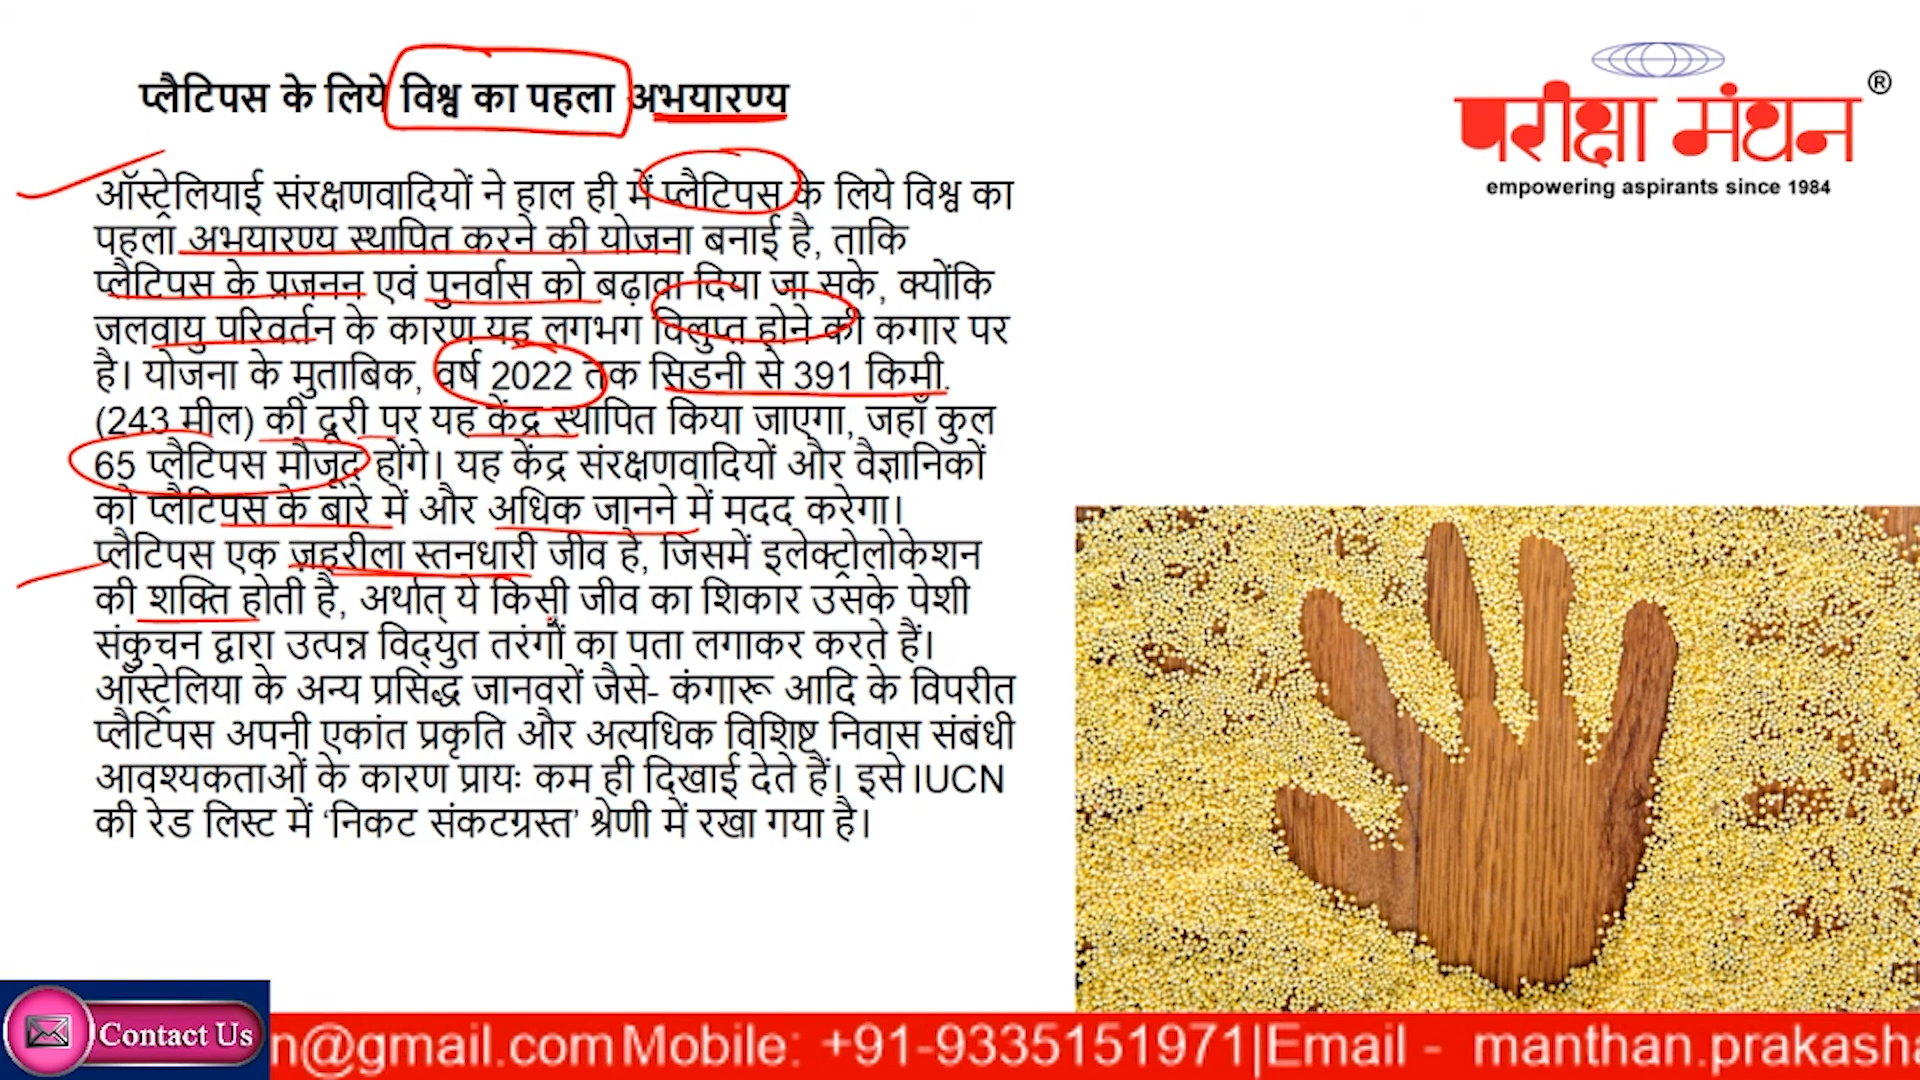 प्लैटिपस के लिये विश्व का पहला अभयारण्य
परीक्षा मंथन ®
empowering aspirants since 1984
ऑस्ट्रेलियाई संरक्षणवादियों ने हाल ही में प्लैटिपस के लिये विश्व का
पहला अभयारण्य स्थापित करने की योजना बनाई है, ताकि
प्लैटिपस के प्रजनन एवं पुनर्वास को बढ़ावा दिया जा सके, क्योंकि
जलवायु परिवर्तन के कारण यह लगभग विलुप्त होने की कगार पर
है। योजना के मुताबिक, वर्ष 2022 तक सिडनी से 391 किमी.
(243 मील) की दूरी पर यह केंद्र स्थापित किया जाएगा, जहाँ कुल
65 प्लैटिपस मौजूद होंगे। यह केंद्र संरक्षणवादियों और वैज्ञानिकों
को प्लैटिपस के बारे में और अधिक जानने में मदद करेगा।
प्लैटिपस एक ज़हरीला स्तनधारी जीव है, जिसमें इलेक्ट्रोलोकेशन
की शक्ति होती है, अर्थात् ये किसी जीव का शिकार उसके पेशी
संकुचन द्वारा उत्पन्न विद्युत तरंगों का पता लगाकर करते हैं।
ऑस्ट्रेलिया के अन्य प्रसिद्ध जानवरों जैसे- कंगारू आदि के विपरीत
प्लैटिपस अपनी एकांत प्रकृति और अत्यधिक विशिष्ट निवास संबंधी
आवश्यकताओं के कारण प्रायः कम ही दिखाई देते हैं। इसे IUCN
की रेड लिस्ट में ‘निकट संकटग्रस्त’ श्रेणी में रखा गया है।
Contact Us
n@gmail.com Mobile: +91-9335151971|Email - manthan.prakasha